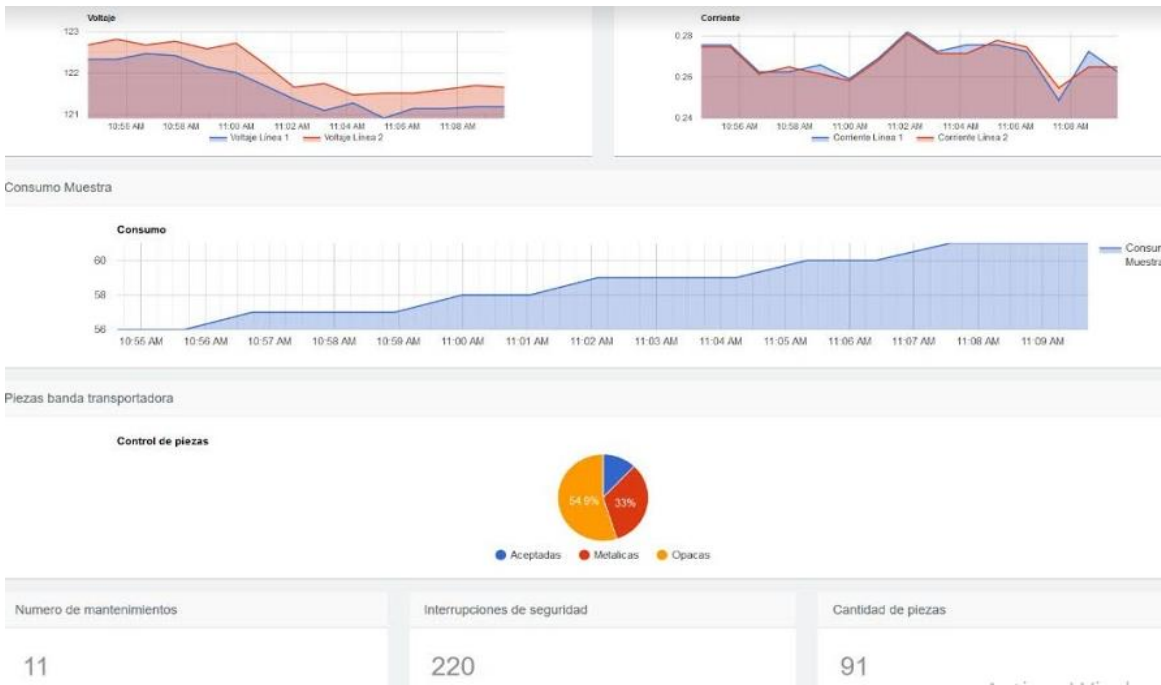 Voltaje
123
122
121
10:56 AM 10:58 AM 11:00 AM 11:02 AM 11:04 AM 11:06 AM 11:08 AM
Voltaje Línea 1 Voltaje Línea 2
Corriente
0.28
0.26
0.24
10:56 AM 10:58 AM 11:00 AM 11:02 AM 11:04 AM 11:06 AM 11:08 AM
Corriente Línea 1 Corriente Línea 2
Consumo Muestra
Consumo
60
58
56
10:55 AM 10:56 AM 10:57 AM 10:58 AM 10:59 AM 11:00 AM 11:01 AM 11:02 AM 11:03 AM 11:04 AM 11:05 AM 11:06 AM 11:07 AM 11:08 AM 11:09 AM
Muestra
Piezas banda transportadora
Control de piezas
54.9%
33%
Aceptadas Metalicas Opacas
Numero de mantenimientos
11
Interrupciones de seguridad
220
Cantidad de piezas
91